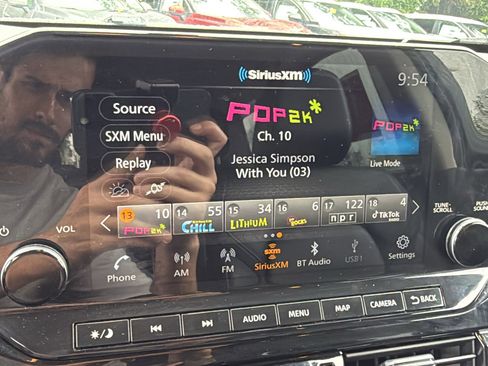 SiriusXM
9:54
Source
SXM Menu
Replay
POP2K
Ch. 10
Jessica Simpson
With You (03)
POP2K
Live Mode
VOL
TUNE/
SCROLL
PUSH
SOUND
13 10
POP2K
14 55
CHILL
15 34
LITHIUM
16 6
17 122
npr
18 4
TikTok
Phone
AM
FM
sxm
SiriusXM
BT Audio
USB1
Settings
AUDIO
MENU
MAP
CAMERA
BACK